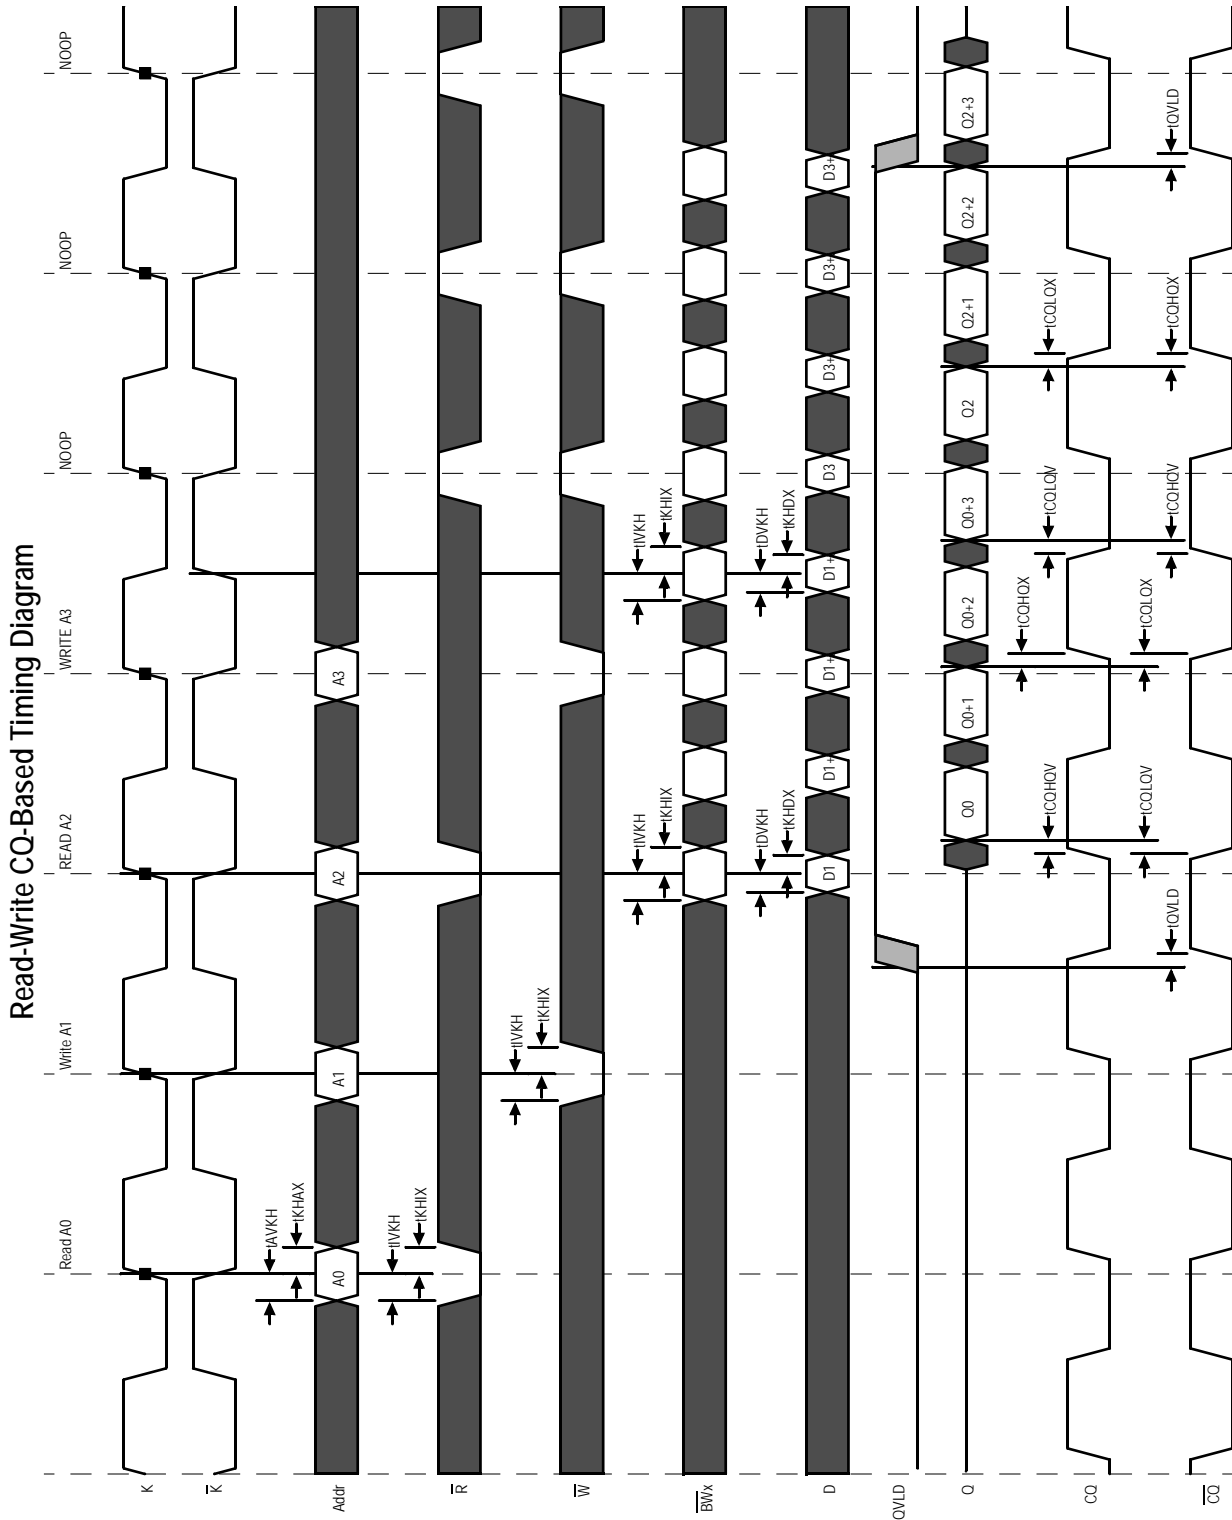 Read-Write CQ-Based Timing Diagram
Read A0
Write A1
READ A2
WRITE A3
NOOP
NOOP
NOOP
K
K̅
tAVKH
tKHAX
Addr
A0
A1
A2
A3
tIVKH
tKHIX
R̅
tIVKH
tKHIX
W̅
tIVKH
tKHIX
tIVKH
tKHIX
B̅W̅x̅
tDVKH
tKHDX
tDVKH
tKHDX
D
D1
D1+
D1+
D1+
D3
D3+
D3+
D3+
QVLD
Q
Q0
Q0+1
Q0+2
Q0+3
Q2
Q2+1
Q2+2
Q2+3
tCQHQX
tCQHQV
tCQLQV
tCQLQX
CQ
tCQLQX
tCQLQV
tQVLD
tCQHQV
tCQHQX
tQVLD
C̅Q̅